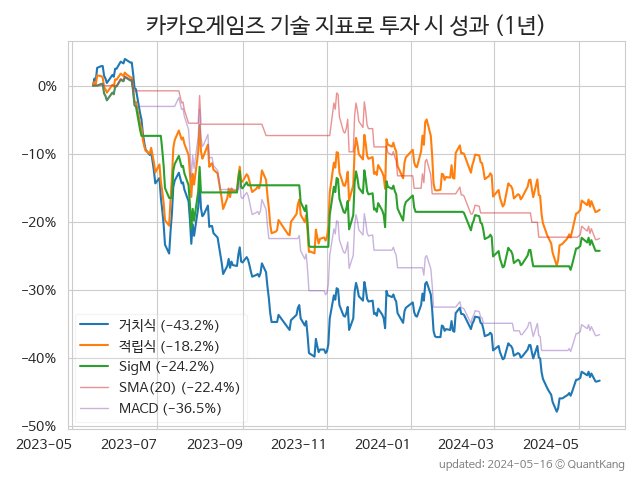 카카오게임즈 기술 지표로 투자 시 성과 (1년)
0%
−10%
−20%
−30%
−40%
−50%
거치식 (−43.2%)
적립식 (−18.2%)
SigM (−24.2%)
SMA(20) (−22.4%)
MACD (−36.5%)
2023-05 2023-07 2023-09 2023-11 2024-01 2024-03 2024-05
updated: 2024-05-16 © QuantKang